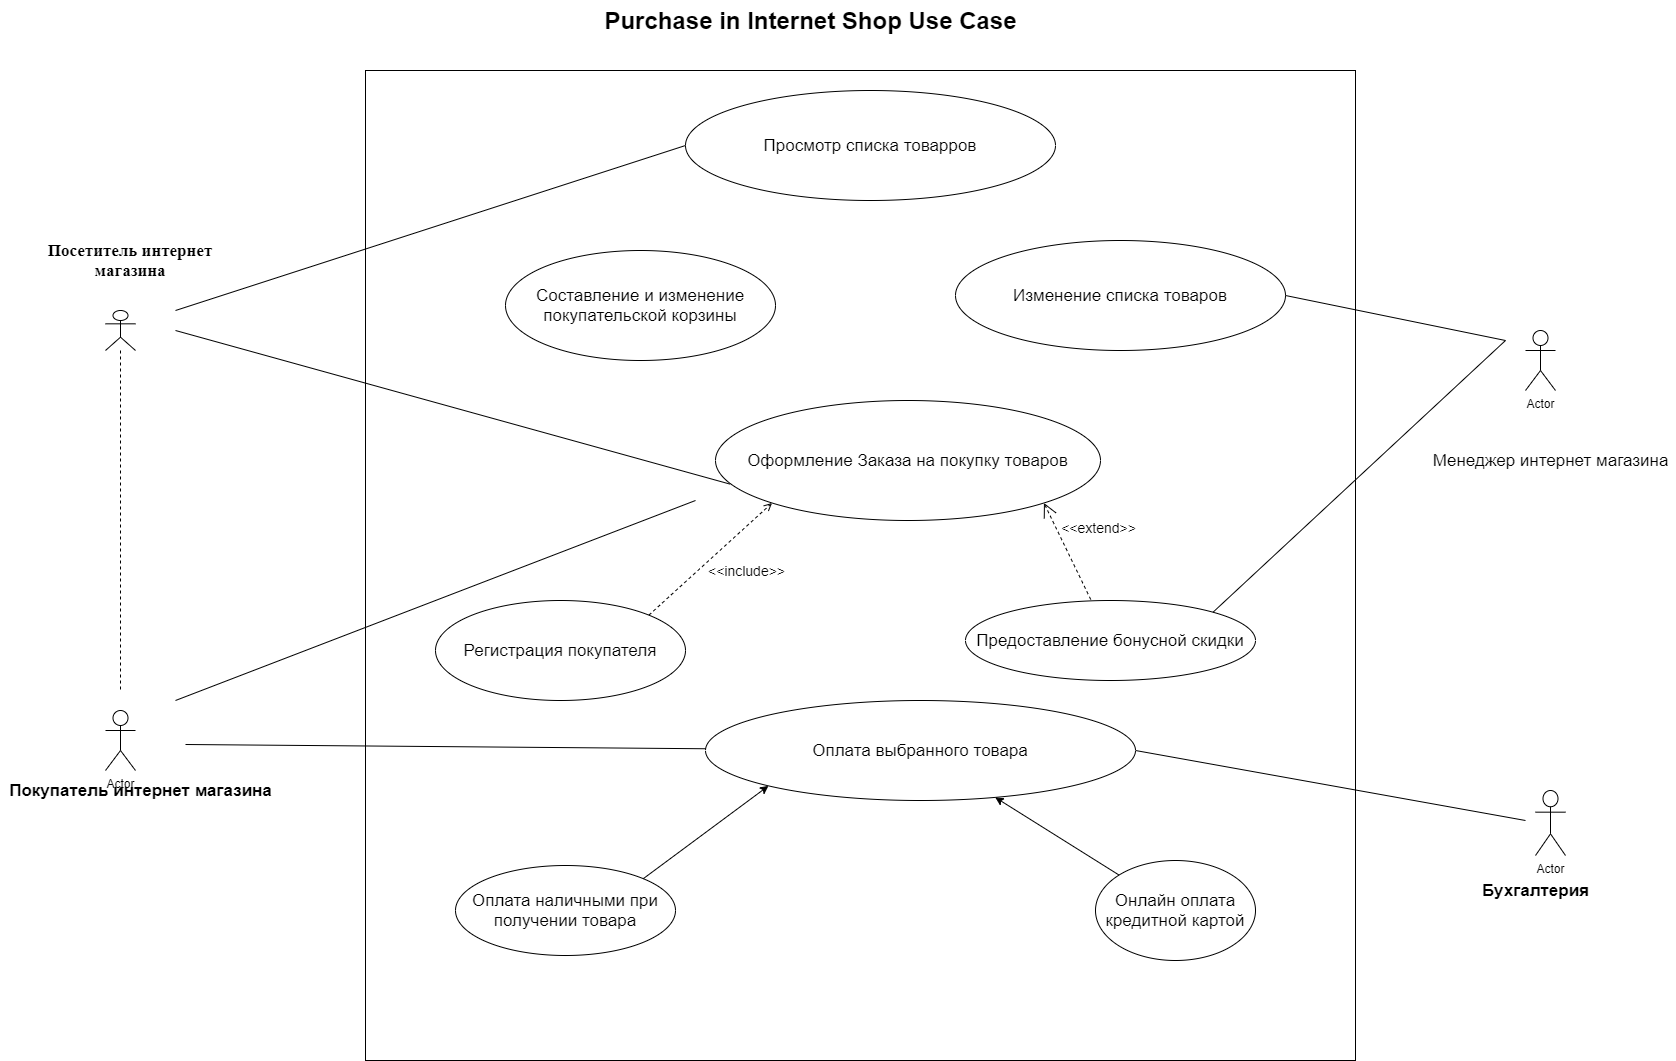 Purchase in Internet Shop Use Case
Просмотр списка товарров
Посетитель интернет
магазина
Составление и изменение
покупательской корзины
Изменение списка товаров
Actor
Менеджер интернет магазина
Оформление Заказа на покупку товаров
<<extend>>
<<include>>
Регистрация покупателя
Предоставление бонусной скидки
Оплата выбранного товара
Actor
Покупатель интернет магазина
Actor
Бухгалтерия
Оплата наличными при
получении товара
Онлайн оплата
кредитной картой